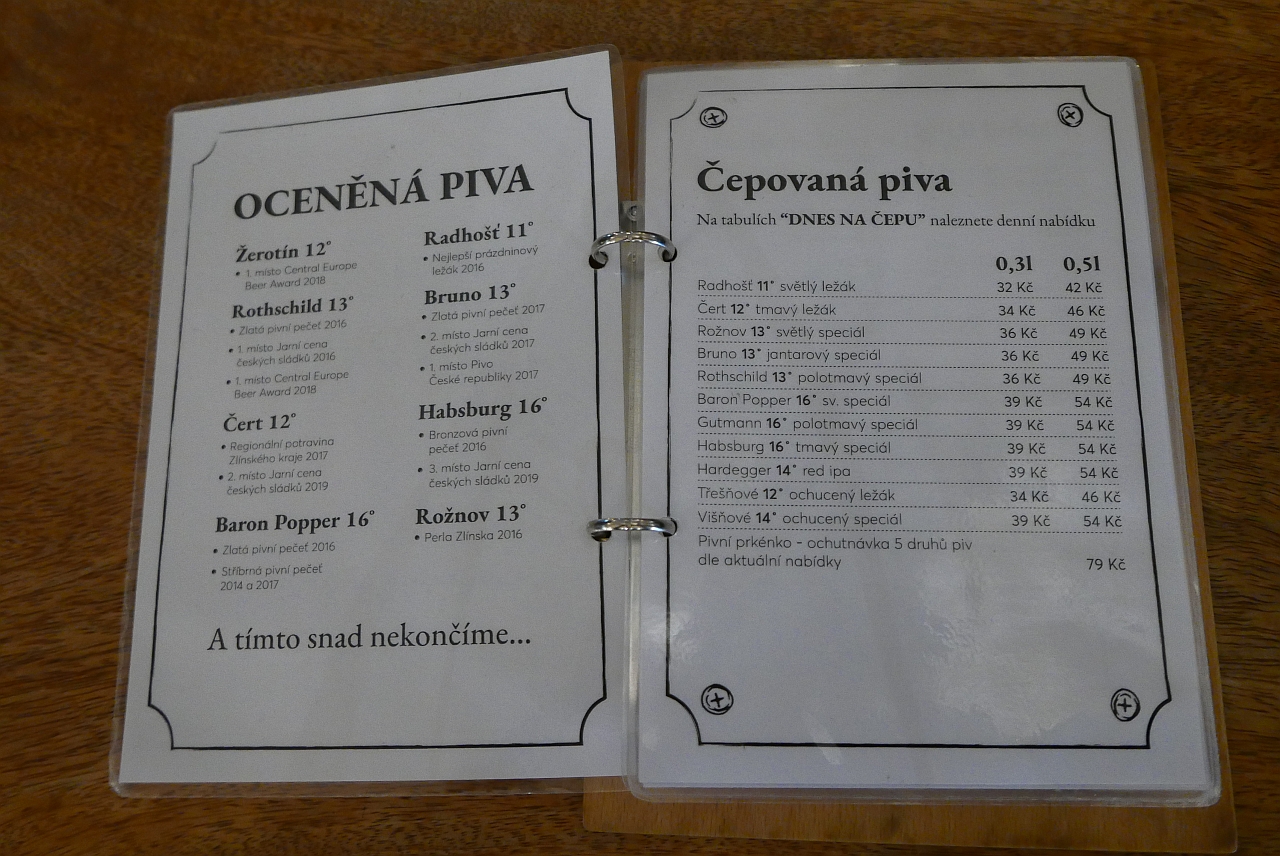 OCENĚNÁ PIVA
Žerotín 12°
• 1. místo Central Europe
Beer Award 2018
Rothschild 13°
• Zlatá pivní pečeť 2016
• 1. místo Jarní cena
českých sládků 2016
• 1. místo Central Europe
Beer Award 2018
Čert 12°
• Regionální potravina
Zlínského kraje 2017
• 2. místo Jarní cena
českých sládků 2019
Baron Popper 16°
• Zlatá pivní pečeť 2016
• Stříbrná pivní pečeť
2014 a 2017
Radhošť 11°
• Nejlepší prázdninový
ležák 2016
Bruno 13°
• Zlatá pivní pečeť 2017
• 2. místo Jarní cena
českých sládků 2017
• 1. místo Pivo
České republiky 2017
Habsburg 16°
• Bronzová pivní
pečeť 2016
• 3. místo Jarní cena
českých sládků 2019
Rožnov 13°
• Perla Zlínska 2016
A tímto snad nekončíme...
Čepovaná piva
Na tabulích “DNES NA ČEPU” naleznete denní nabídku
0,3l 0,5l
Radhošť 11° světlý ležák 32 Kč 42 Kč
Čert 12° tmavý ležák 34 Kč 46 Kč
Rožnov 13° světlý speciál 36 Kč 49 Kč
Bruno 13° jantarový speciál 36 Kč 49 Kč
Rothschild 13° polotmavý speciál 36 Kč 49 Kč
Baron Popper 16° sv. speciál 39 Kč 54 Kč
Gutmann 16° polotmavý speciál 39 Kč 54 Kč
Habsburg 16° tmavý speciál 39 Kč 54 Kč
Hardegger 14° red ipa 39 Kč 54 Kč
Třešňové 12° ochucený ležák 34 Kč 46 Kč
Višňové 14° ochucený speciál 39 Kč 54 Kč
Pivní prkénko - ochutnávka 5 druhů piv
dle aktuální nabídky 79 Kč